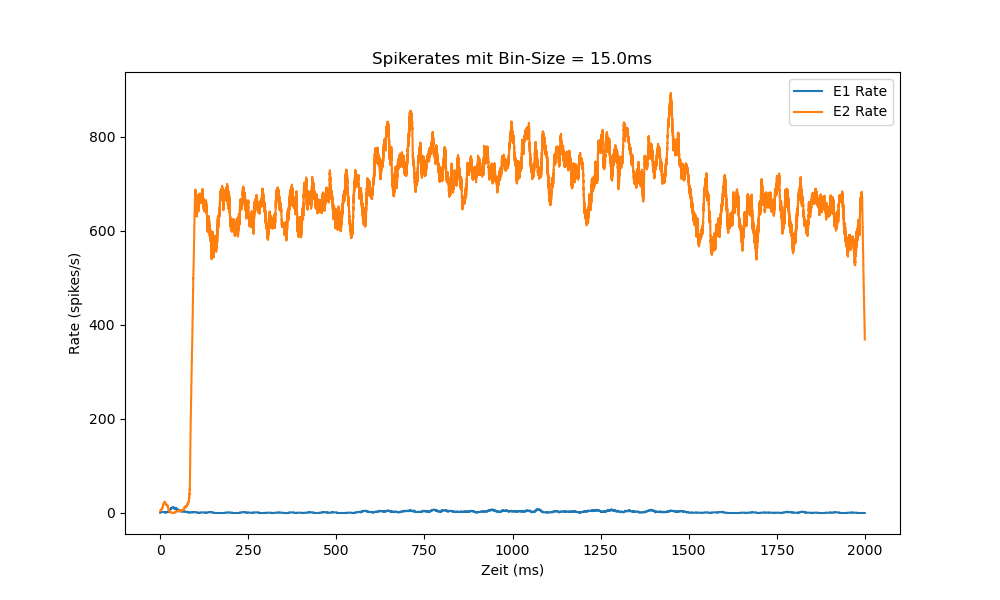 Spikerates mit Bin-Size = 15.0ms
E1 Rate
E2 Rate
Rate (spikes/s)
800
600
400
200
0
0 250 500 750 1000 1250 1500 1750 2000
Zeit (ms)